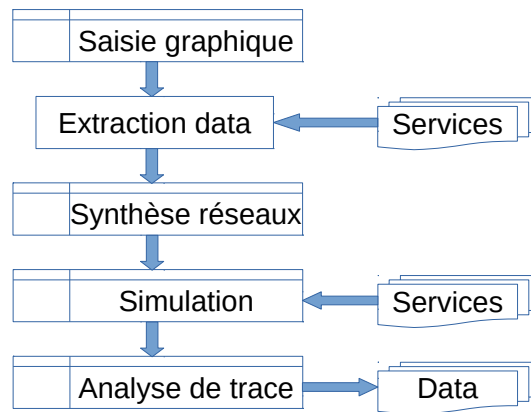 Saisie graphique
Extraction data
Services
Synthèse réseaux
Simulation
Services
Analyse de trace
Data